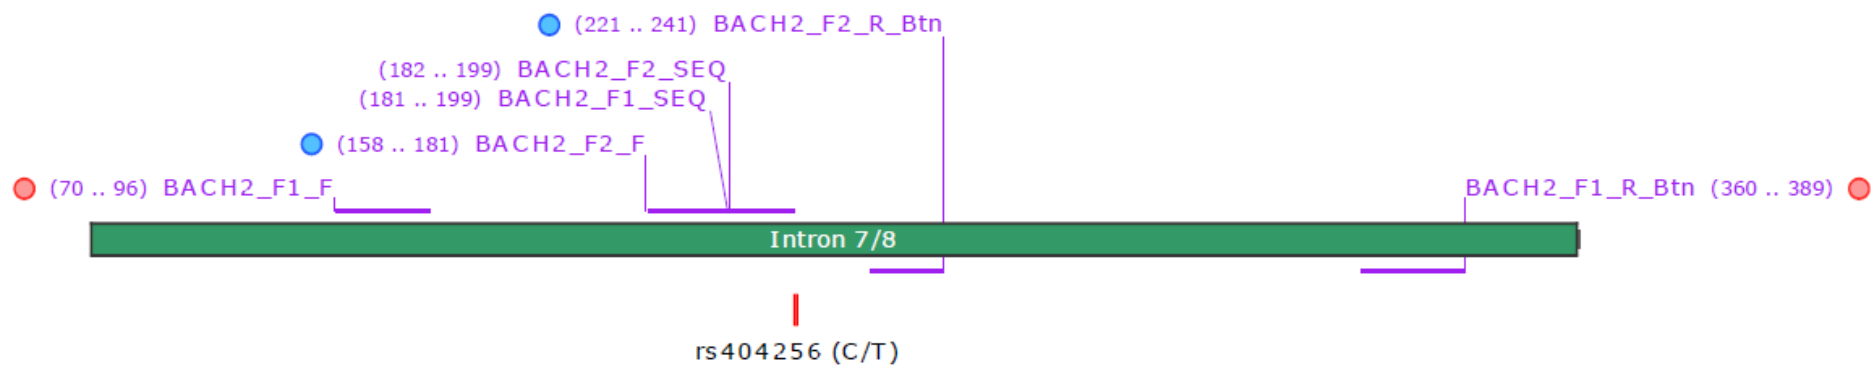 (221 .. 241) BACH2_F2_R_Btn
(182 .. 199) BACH2_F2_SEQ
(181 .. 199) BACH2_F1_SEQ
(158 .. 181) BACH2_F2_F
(70 .. 96) BACH2_F1_F
BACH2_F1_R_Btn (360 .. 389)
Intron 7/8
rs404256 (C/T)